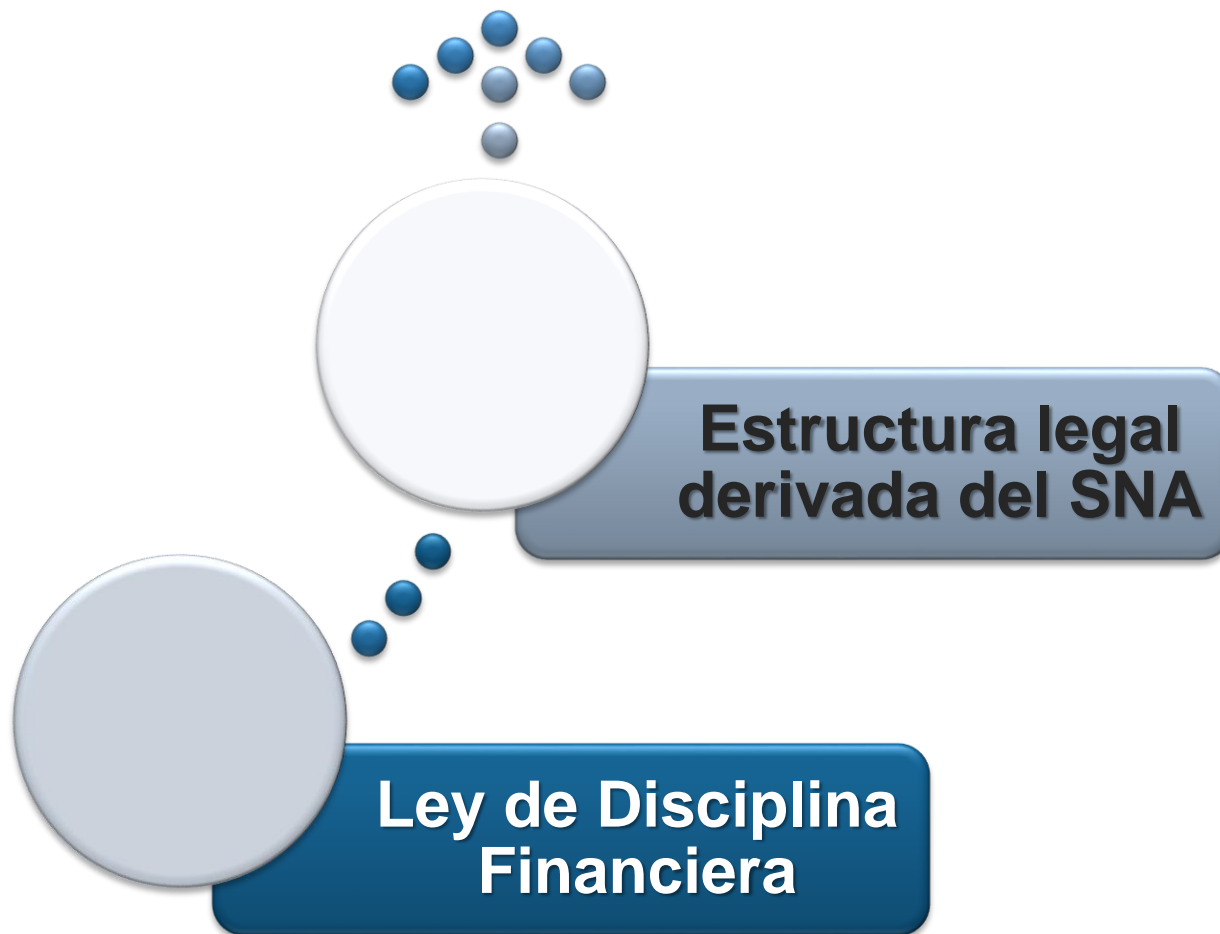 Estructura legal
derivada del SNA
Ley de Disciplina
Financiera